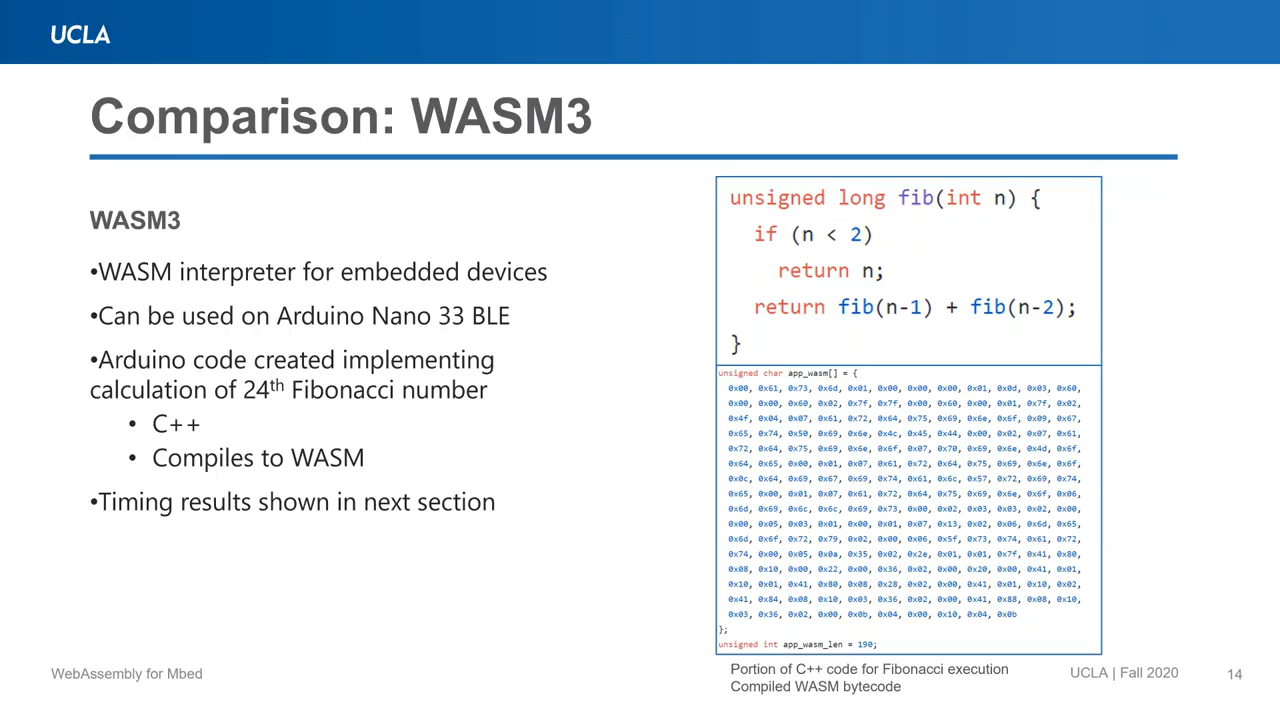 UCLA
Comparison: WASM3
WASM3
•WASM interpreter for embedded devices
•Can be used on Arduino Nano 33 BLE
•Arduino code created implementing
calculation of 24th Fibonacci number
• C++
• Compiles to WASM
•Timing results shown in next section
unsigned long fib(int n) {
if (n < 2)
return n;
return fib(n-1) + fib(n-2);
}
unsigned char app_wasm[] = {
0x00, 0x61, 0x73, 0x6d, 0x01, 0x00, 0x00, 0x00, 0x01, 0x0d, 0x03, 0x60,
0x00, 0x00, 0x60, 0x02, 0x7f, 0x7f, 0x00, 0x60, 0x00, 0x01, 0x7f, 0x02,
0x4f, 0x04, 0x07, 0x61, 0x72, 0x64, 0x75, 0x69, 0x6e, 0x6f, 0x09, 0x67,
0x65, 0x74, 0x50, 0x69, 0x6e, 0x4c, 0x45, 0x44, 0x00, 0x02, 0x07, 0x61,
0x72, 0x64, 0x75, 0x69, 0x6e, 0x6f, 0x07, 0x70, 0x69, 0x6e, 0x4d, 0x6f,
0x64, 0x65, 0x00, 0x01, 0x07, 0x61, 0x72, 0x64, 0x75, 0x69, 0x6e, 0x6f,
0x0c, 0x64, 0x69, 0x67, 0x69, 0x74, 0x61, 0x6c, 0x57, 0x72, 0x69, 0x74,
0x65, 0x00, 0x01, 0x07, 0x61, 0x72, 0x64, 0x75, 0x69, 0x6e, 0x6f, 0x06,
0x6d, 0x69, 0x6c, 0x6c, 0x69, 0x73, 0x00, 0x02, 0x03, 0x03, 0x02, 0x00,
0x00, 0x05, 0x03, 0x01, 0x00, 0x01, 0x07, 0x13, 0x02, 0x06, 0x6d, 0x65,
0x6d, 0x6f, 0x72, 0x79, 0x02, 0x00, 0x06, 0x5f, 0x73, 0x74, 0x61, 0x72,
0x74, 0x00, 0x05, 0x0a, 0x35, 0x02, 0x2e, 0x01, 0x01, 0x7f, 0x41, 0x80,
0x08, 0x10, 0x00, 0x22, 0x00, 0x36, 0x02, 0x00, 0x20, 0x00, 0x41, 0x01,
0x10, 0x01, 0x41, 0x80, 0x08, 0x28, 0x02, 0x00, 0x41, 0x01, 0x10, 0x02,
0x41, 0x84, 0x08, 0x10, 0x03, 0x36, 0x02, 0x00, 0x41, 0x88, 0x08, 0x10,
0x03, 0x36, 0x02, 0x00, 0x0b, 0x04, 0x00, 0x10, 0x04, 0x0b
};
unsigned int app_wasm_len = 190;
Portion of C++ code for Fibonacci execution
Compiled WASM bytecode
WebAssembly for Mbed
UCLA | Fall 2020
14